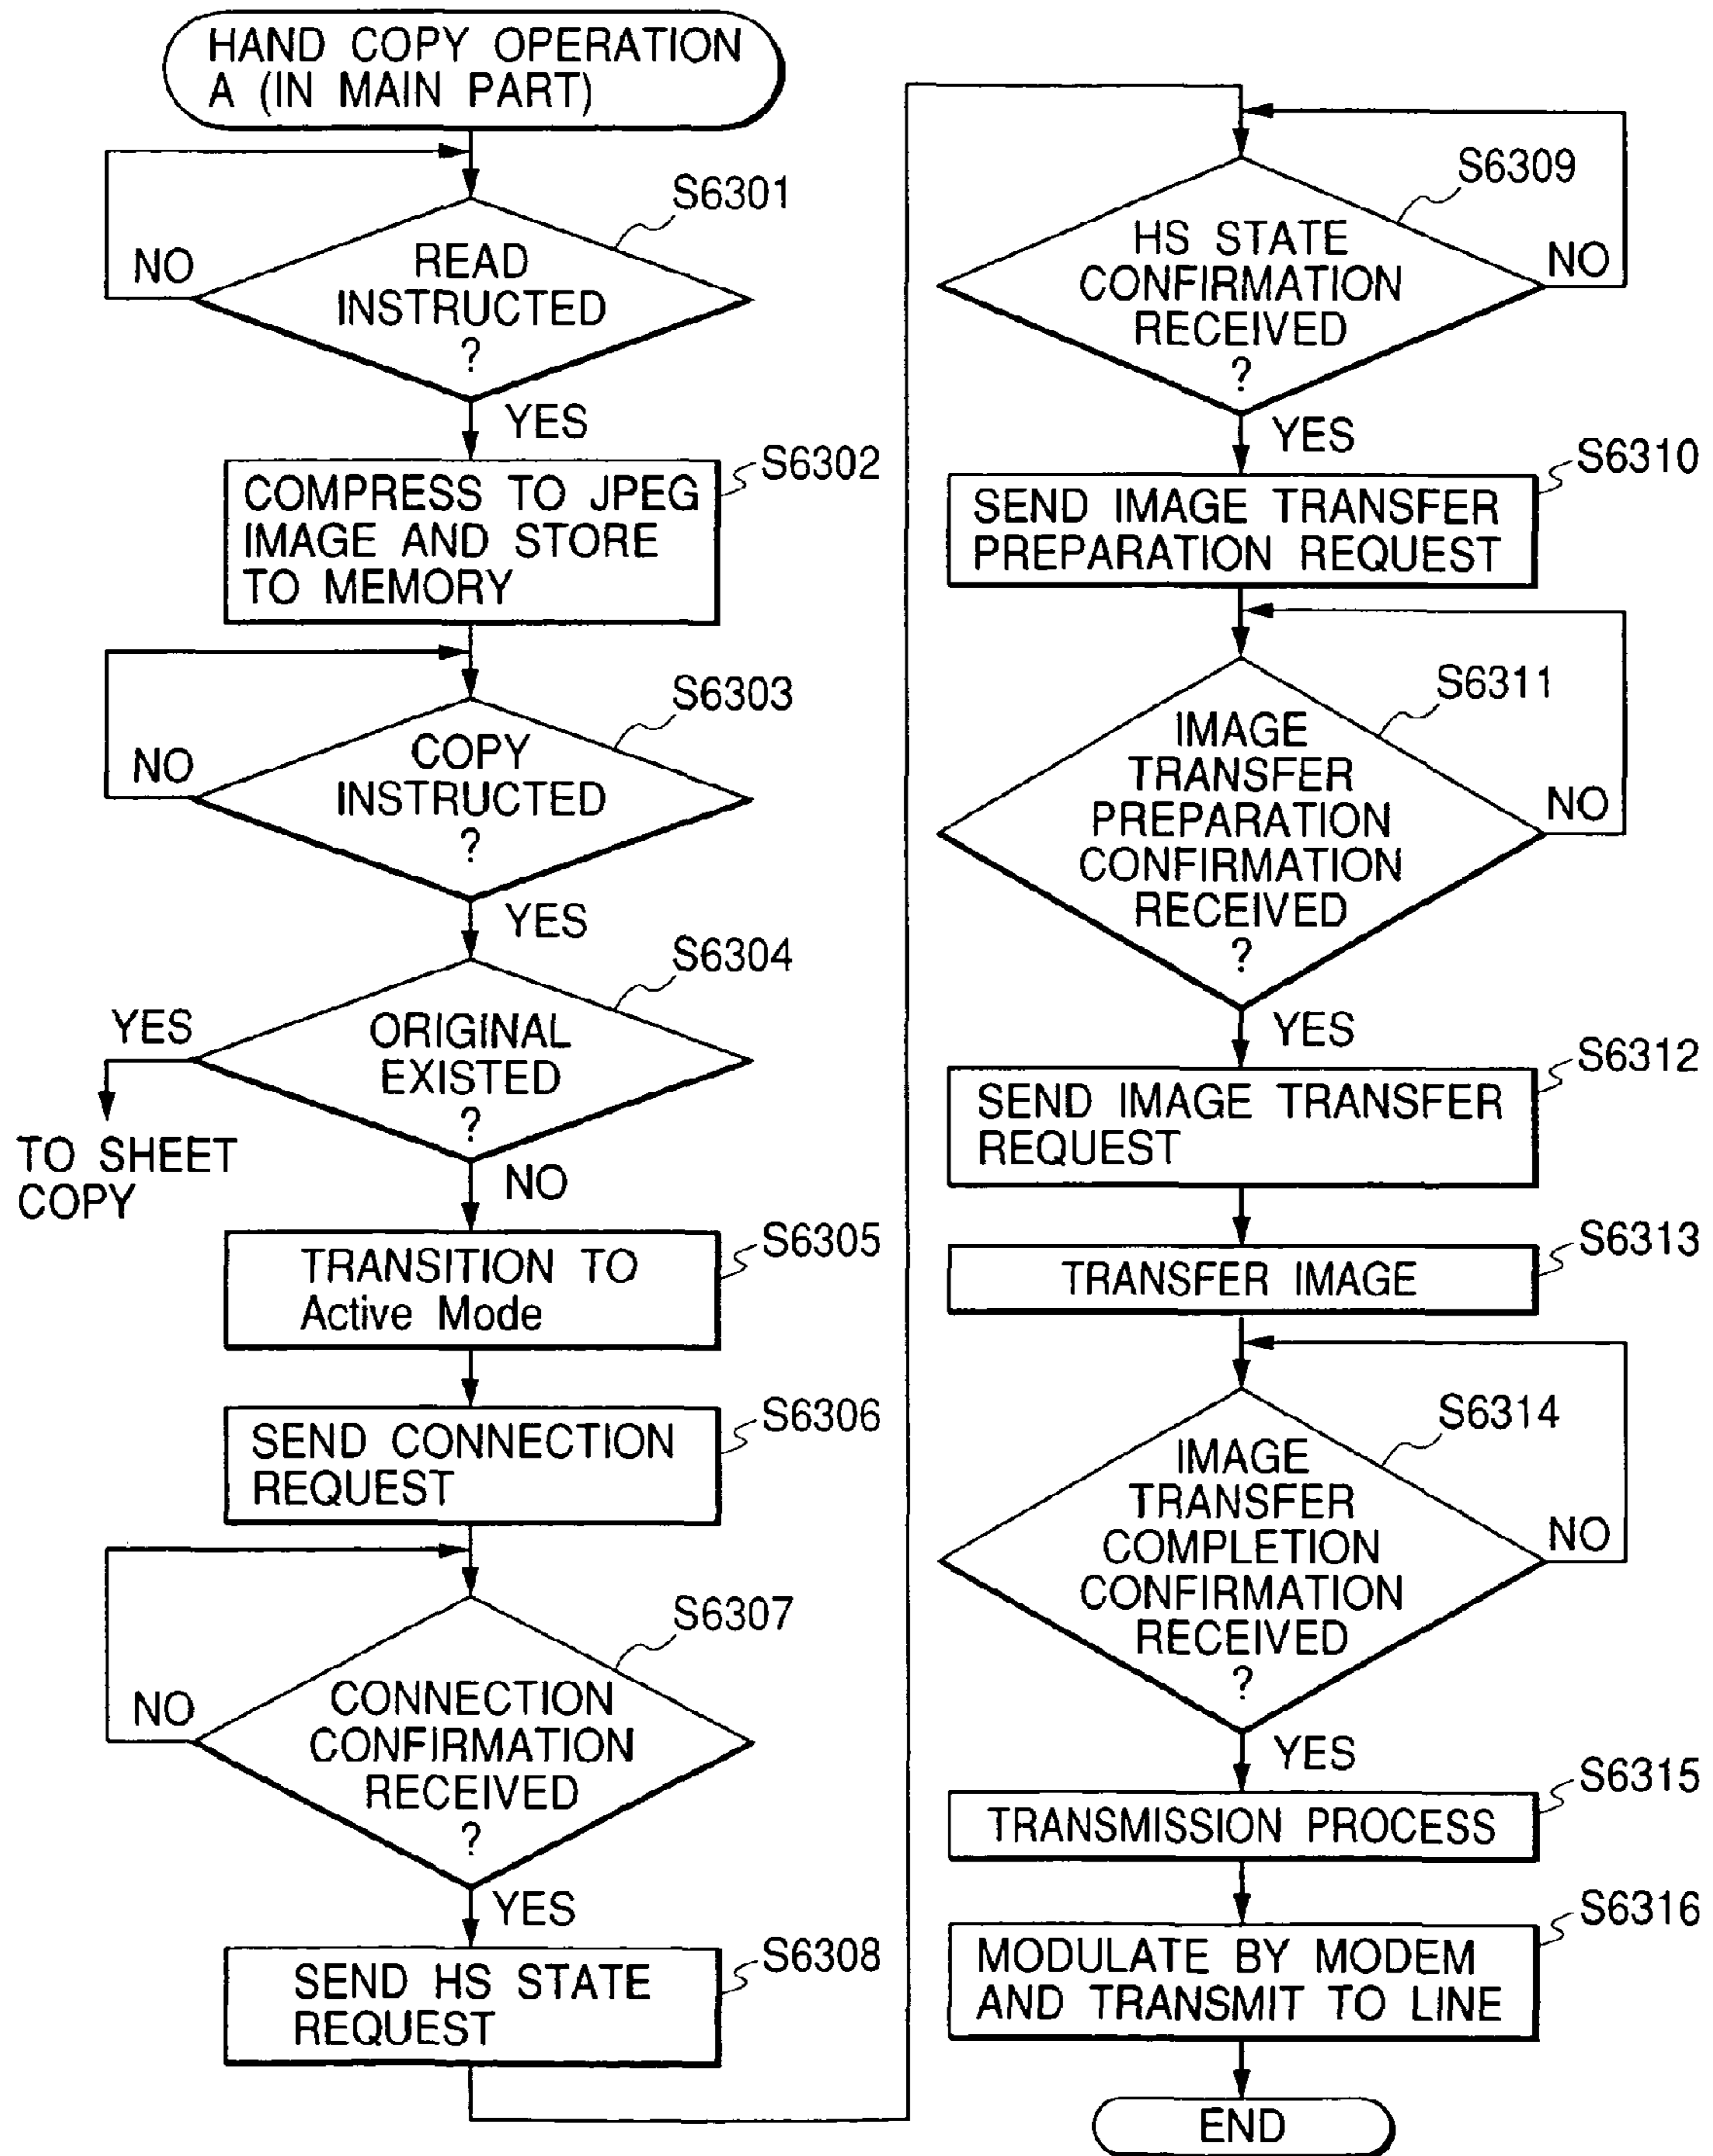 HAND COPY OPERATION
A (IN MAIN PART)
S6301
READ
INSTRUCTED
?
NO
YES
S6302
COMPRESS TO JPEG
IMAGE AND STORE
TO MEMORY
S6303
COPY
INSTRUCTED
?
NO
YES
S6304
ORIGINAL
EXISTED
?
YES
TO SHEET
COPY
NO
S6305
TRANSITION TO
Active Mode
S6306
SEND CONNECTION
REQUEST
S6307
CONNECTION
CONFIRMATION
RECEIVED
?
NO
YES
S6308
SEND HS STATE
REQUEST
S6309
HS STATE
CONFIRMATION
RECEIVED
?
NO
YES
S6310
SEND IMAGE TRANSFER
PREPARATION REQUEST
S6311
IMAGE
TRANSFER
PREPARATION
CONFIRMATION
RECEIVED
?
NO
YES
S6312
SEND IMAGE TRANSFER
REQUEST
S6313
TRANSFER IMAGE
S6314
IMAGE
TRANSFER
COMPLETION
CONFIRMATION
RECEIVED
?
NO
YES
S6315
TRANSMISSION PROCESS
S6316
MODULATE BY MODEM
AND TRANSMIT TO LINE
END